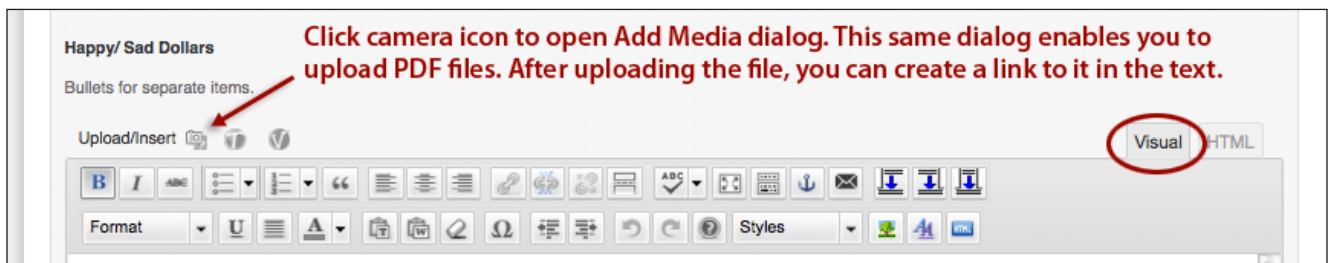 Happy/ Sad Dollars
Click camera icon to open Add Media dialog. This same dialog enables you to
upload PDF files. After uploading the file, you can create a link to it in the text.
Bullets for separate items.
Upload/Insert
Visual HTML
B I ABC ABC
Format U A T W Ω Styles HTML